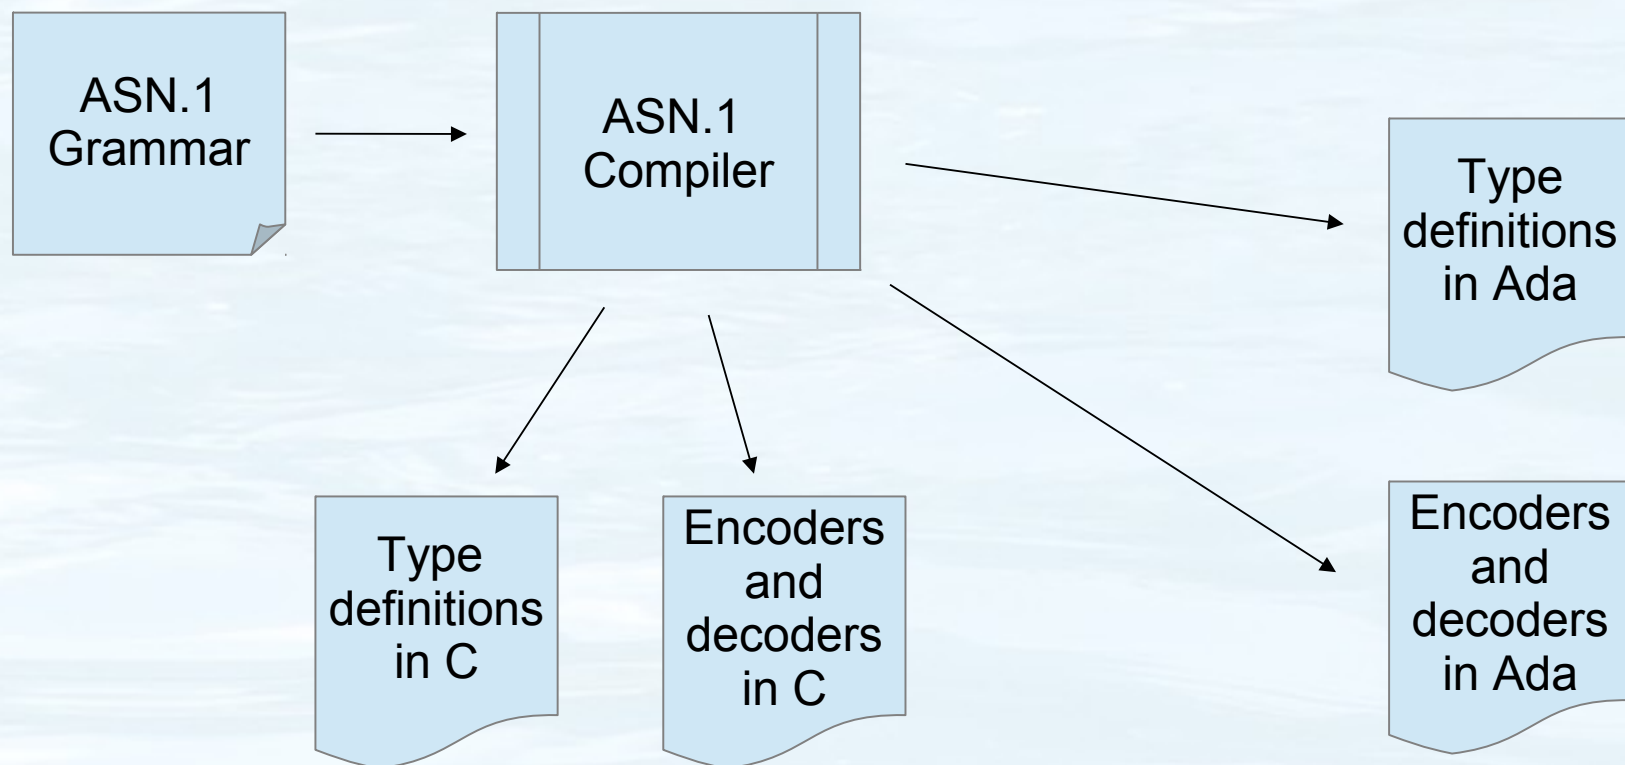 ASN.1
Grammar
ASN.1
Compiler
Type
definitions
in Ada
Type
definitions
in C
Encoders
and
decoders
in C
Encoders
and
decoders
in Ada